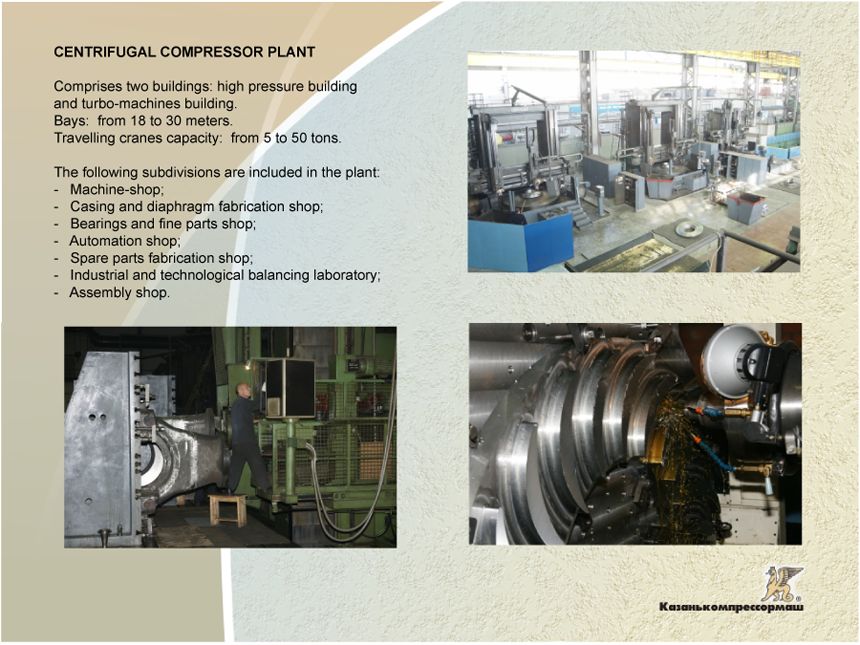 CENTRIFUGAL COMPRESSOR PLANT
Comprises two buildings: high pressure building
and turbo-machines building.
Bays: from 18 to 30 meters.
Travelling cranes capacity: from 5 to 50 tons.
The following subdivisions are included in the plant:
- Machine-shop;
- Casing and diaphragm fabrication shop;
- Bearings and fine parts shop;
- Automation shop;
- Spare parts fabrication shop;
- Industrial and technological balancing laboratory;
- Assembly shop.
®
Казанькомпрессормаш